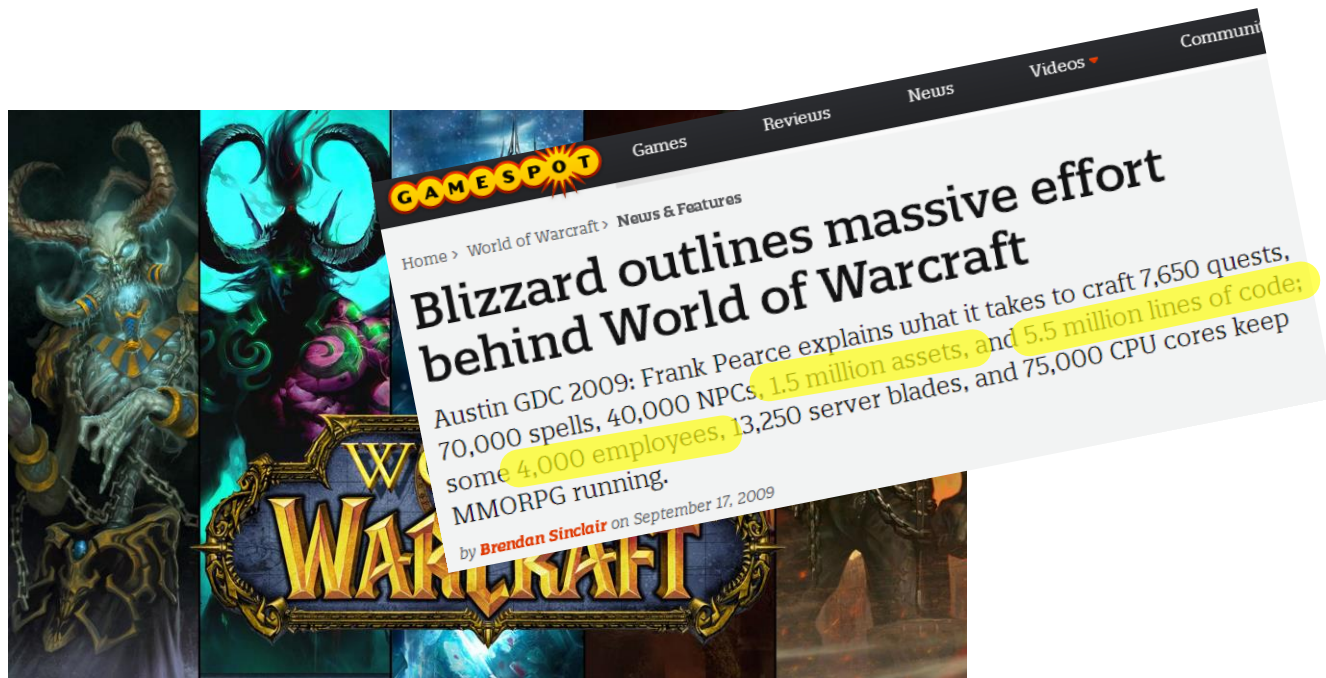 Games
Reviews
News
Videos
GAMESPOT
Home > World of Warcraft > News & Features
Blizzard outlines massive effort
behind World of Warcraft
Austin GDC 2009: Frank Pearce explains what it takes to craft 7,650 quests,
70,000 spells, 40,000 NPCs, 1.5 million assets, and 5.5 million lines of code;
some 4,000 employees, 13,250 server blades, and 75,000 CPU cores keep
MMORPG running.
by Brendan Sinclair on September 17, 2009
WARCRAFT